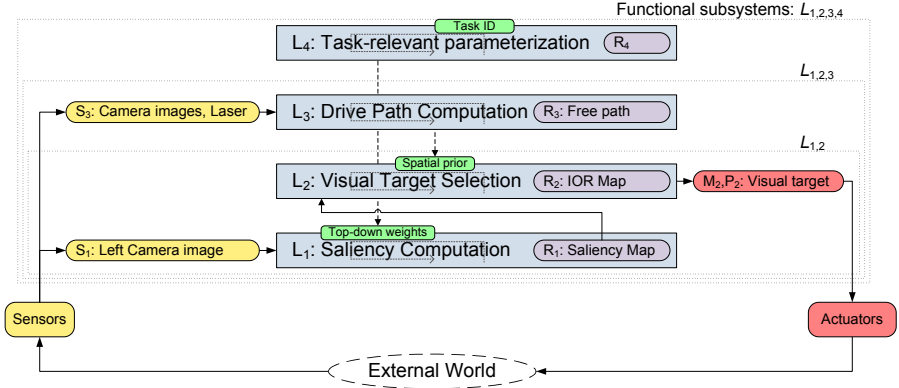 Functional subsystems: L1,2,3,4
Task ID
L4: Task-relevant parameterization
R4
L1,2,3
S3: Camera images, Laser
L3: Drive Path Computation
R3: Free path
L1,2
Spatial prior
L2: Visual Target Selection
R2: IOR Map
M2,P2: Visual target
Top-down weights
S1: Left Camera image
L1: Saliency Computation
R1: Saliency Map
Sensors
Actuators
External World